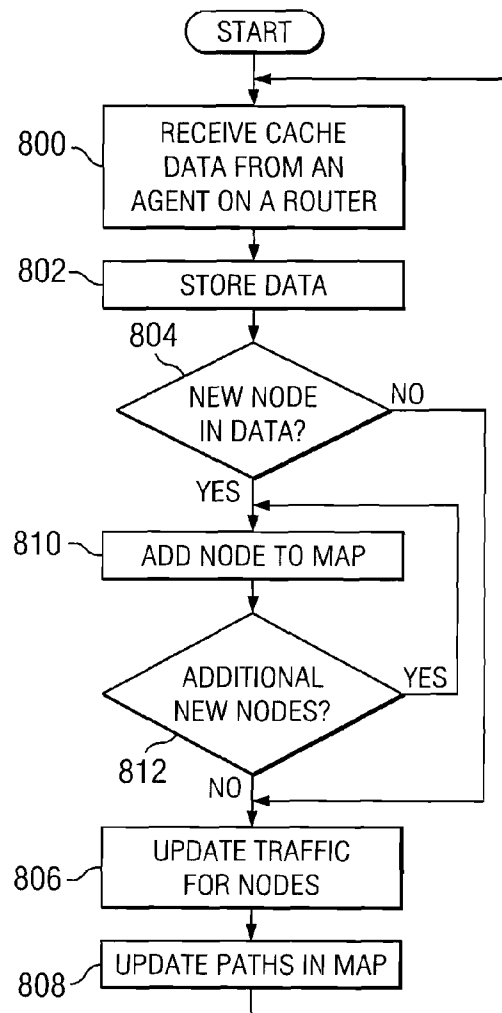 START
800
RECEIVE CACHE
DATA FROM AN
AGENT ON A ROUTER
802
STORE DATA
804
NEW NODE
IN DATA?
NO
YES
810
ADD NODE TO MAP
ADDITIONAL
NEW NODES?
YES
812
NO
806
UPDATE TRAFFIC
FOR NODES
808
UPDATE PATHS IN MAP